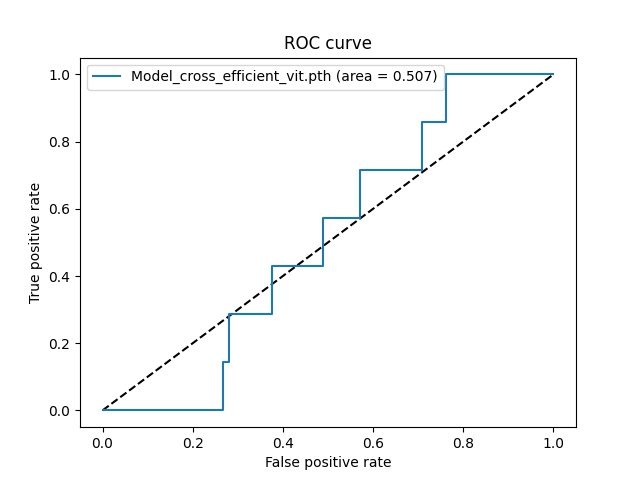 ROC curve
Model_cross_efficient_vit.pth (area = 0.507)
1.0
0.8
0.6
0.4
0.2
0.0
True positive rate
0.0 0.2 0.4 0.6 0.8 1.0
False positive rate